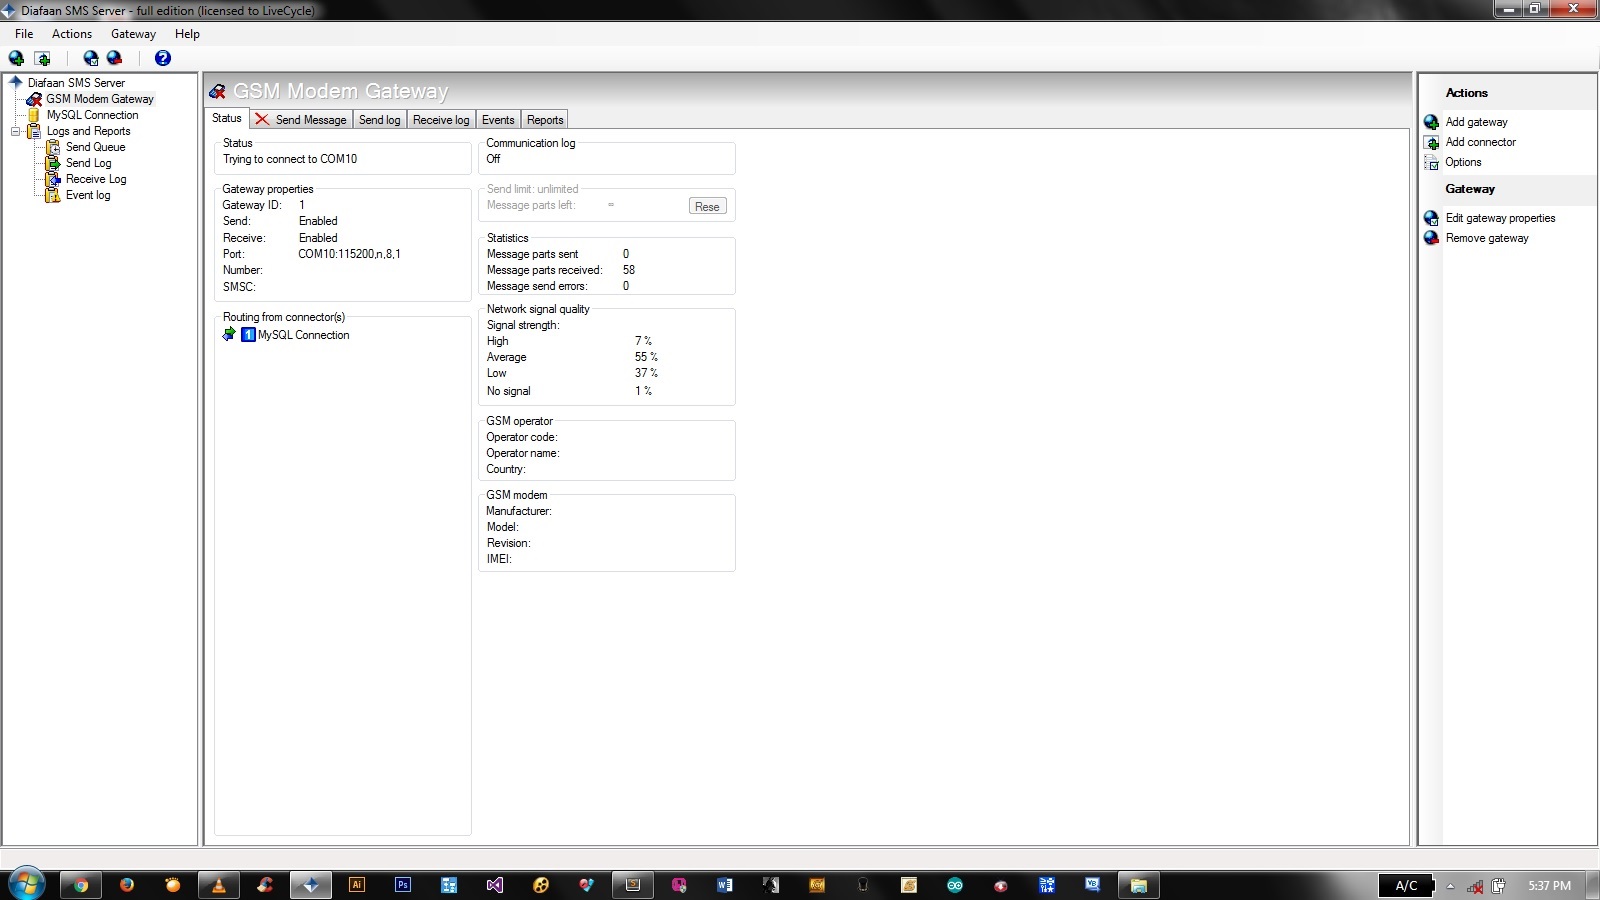 Diafaan SMS Server - full edition (licensed to LiveCycle)
File Actions Gateway Help
Diafaan SMS Server
GSM Modem Gateway
MySQL Connection
Logs and Reports
Send Queue
Send Log
Receive Log
Event log
GSM Modem Gateway
Status Send Message Send log Receive log Events Reports
Status
Trying to connect to COM10
Gateway properties
Gateway ID: 1
Send: Enabled
Receive: Enabled
Port: COM10:115200,n,8,1
Number:
SMSC:
Routing from connector(s)
1 MySQL Connection
Communication log
Off
Send limit: unlimited
Message parts left: = Rese
Statistics
Message parts sent 0
Message parts received: 58
Message send errors: 0
Network signal quality
Signal strength:
High 7 %
Average 55 %
Low 37 %
No signal 1 %
GSM operator
Operator code:
Operator name:
Country:
GSM modem
Manufacturer:
Model:
Revision:
IMEI:
Actions
Add gateway
Add connector
Options
Gateway
Edit gateway properties
Remove gateway
Ai Ps A/C 5:37 PM